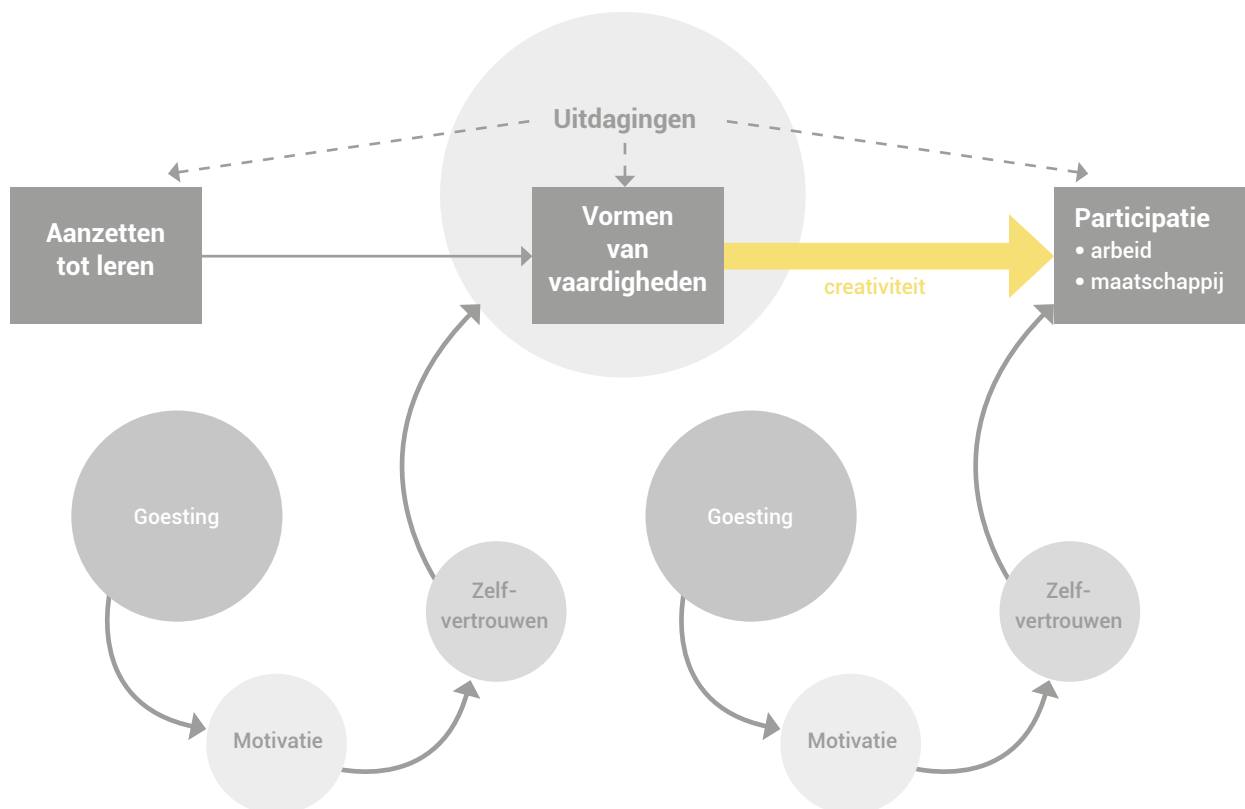 Uitdagingen
Aanzetten
tot leren
Vormen
van
vaardigheden
creativiteit
Participatie
• arbeid
• maatschappij
Goesting
Zelf-
vertrouwen
Motivatie
Goesting
Zelf-
vertrouwen
Motivatie